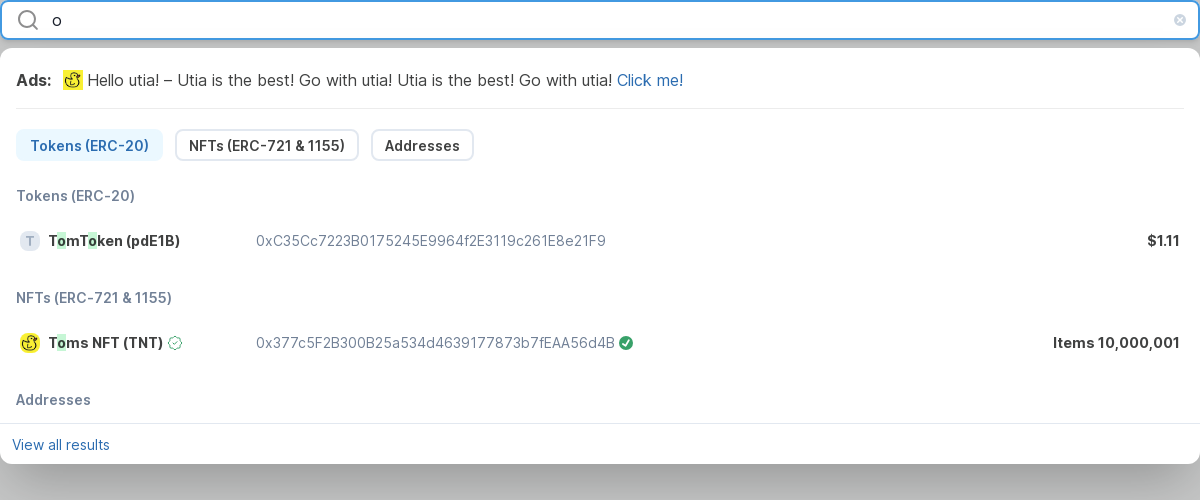 o
Ads: Hello utia! – Utia is the best! Go with utia! Utia is the best! Go with utia! Click me!
Tokens (ERC-20) NFTs (ERC-721 & 1155) Addresses
Tokens (ERC-20)
T TomToken (pdE1B) 0xC35Cc7223B0175245E9964f2E3119c261E8e21F9 $1.11
NFTs (ERC-721 & 1155)
Toms NFT (TNT) 0x377c5F2B300B25a534d4639177873b7fEAA56d4B Items 10,000,001
Addresses
View all results